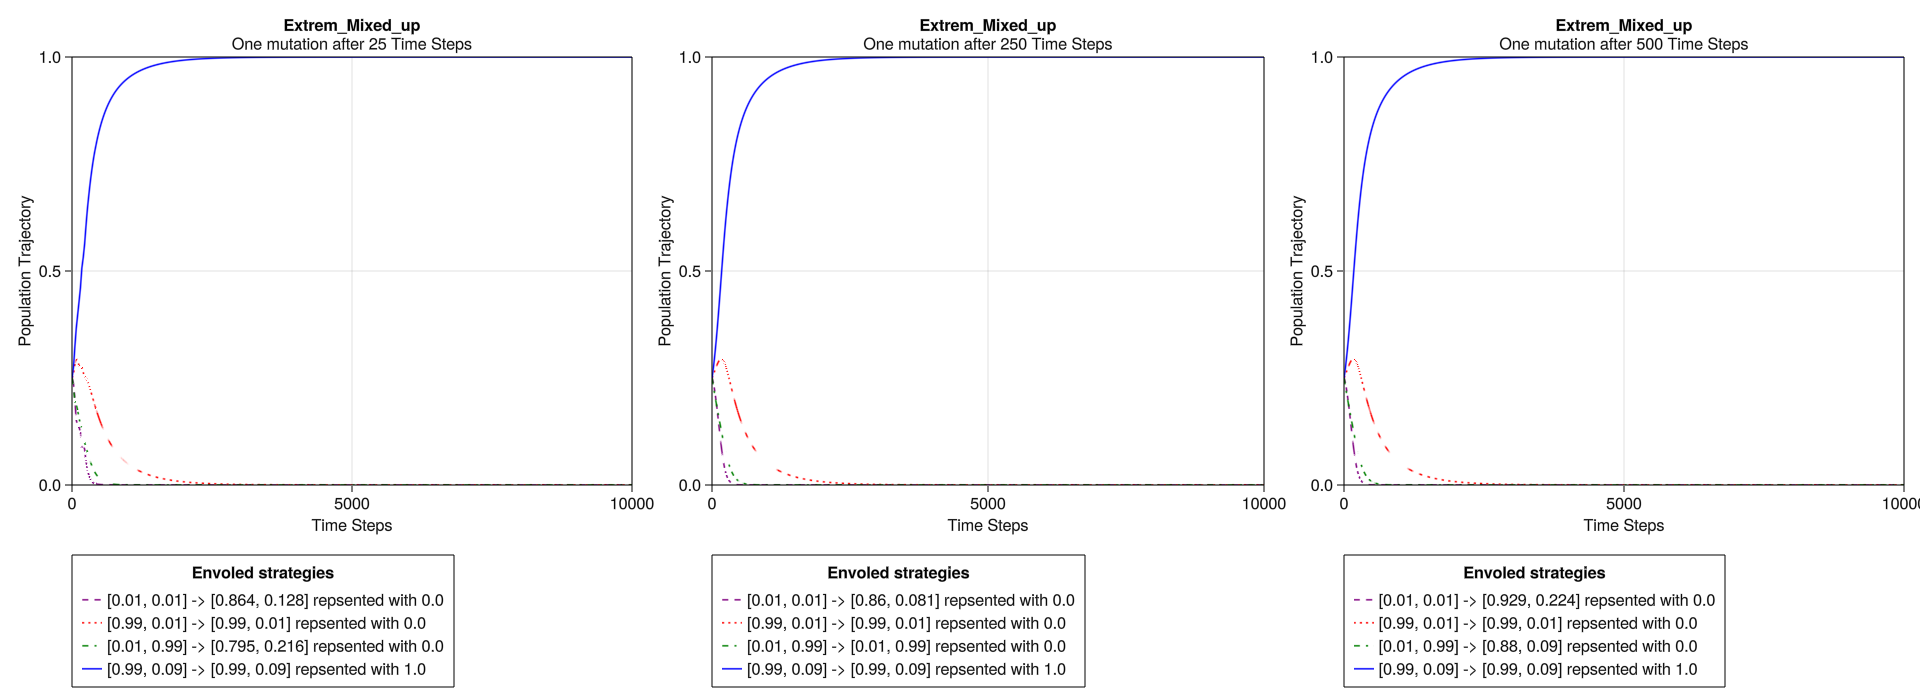 Extrem_Mixed_up
One mutation after 25 Time Steps
1.0
0.5
0.0
Population Trajectory
0
5000
10000
Time Steps
Envoled strategies
[0.01, 0.01] -> [0.864, 0.128] repsented with 0.0
[0.99, 0.01] -> [0.99, 0.01] repsented with 0.0
[0.01, 0.99] -> [0.795, 0.216] repsented with 0.0
[0.99, 0.09] -> [0.99, 0.09] repsented with 1.0
Extrem_Mixed_up
One mutation after 250 Time Steps
1.0
0.5
0.0
Population Trajectory
0
5000
10000
Time Steps
Envoled strategies
[0.01, 0.01] -> [0.86, 0.081] repsented with 0.0
[0.99, 0.01] -> [0.99, 0.01] repsented with 0.0
[0.01, 0.99] -> [0.01, 0.99] repsented with 0.0
[0.99, 0.09] -> [0.99, 0.09] repsented with 1.0
Extrem_Mixed_up
One mutation after 500 Time Steps
1.0
0.5
0.0
Population Trajectory
0
5000
1000
Time Steps
Envoled strategies
[0.01, 0.01] -> [0.929, 0.224] repsented with 0.0
[0.99, 0.01] -> [0.99, 0.01] repsented with 0.0
[0.01, 0.99] -> [0.88, 0.09] repsented with 0.0
[0.99, 0.09] -> [0.99, 0.09] repsented with 1.0